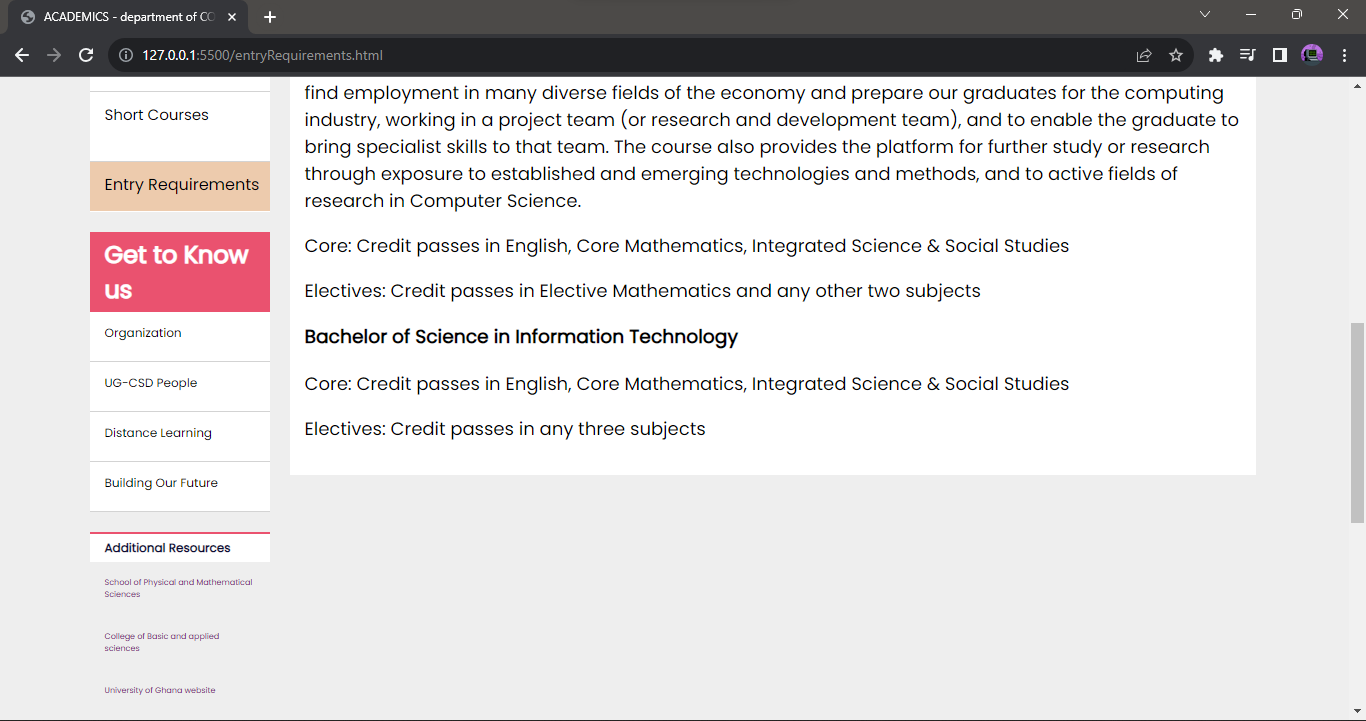 ACADEMICS - department of CO
127.0.0.1:5500/entryRequirements.html
Short Courses
Entry Requirements
Get to Know
us
Organization
UG-CSD People
Distance Learning
Building Our Future
Additional Resources
School of Physical and Mathematical
Sciences
College of Basic and applied
sciences
University of Ghana website
find employment in many diverse fields of the economy and prepare our graduates for the computing
industry, working in a project team (or research and development team), and to enable the graduate to
bring specialist skills to that team. The course also provides the platform for further study or research
through exposure to established and emerging technologies and methods, and to active fields of
research in Computer Science.
Core: Credit passes in English, Core Mathematics, Integrated Science & Social Studies
Electives: Credit passes in Elective Mathematics and any other two subjects
Bachelor of Science in Information Technology
Core: Credit passes in English, Core Mathematics, Integrated Science & Social Studies
Electives: Credit passes in any three subjects